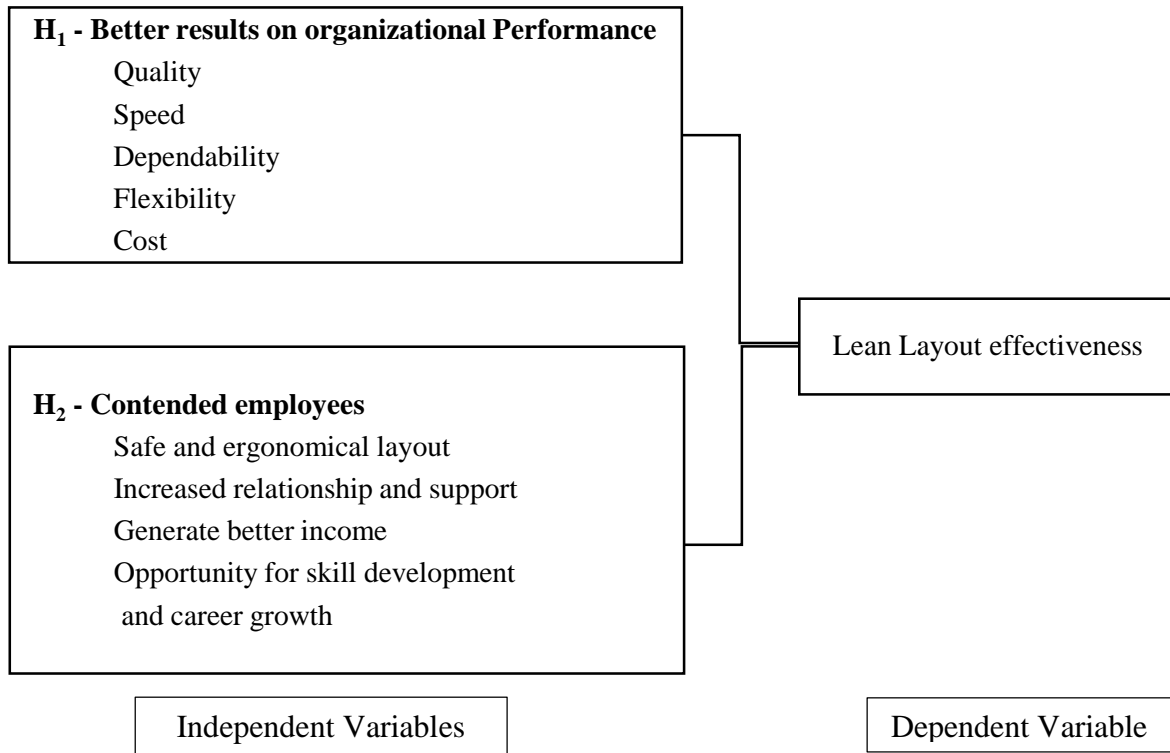 H₁ - Better results on organizational Performance
Quality
Speed
Dependability
Flexibility
Cost
Lean Layout effectiveness
H₂ - Contended employees
Safe and ergonomical layout
Increased relationship and support
Generate better income
Opportunity for skill development
and career growth
Independent Variables
Dependent Variable